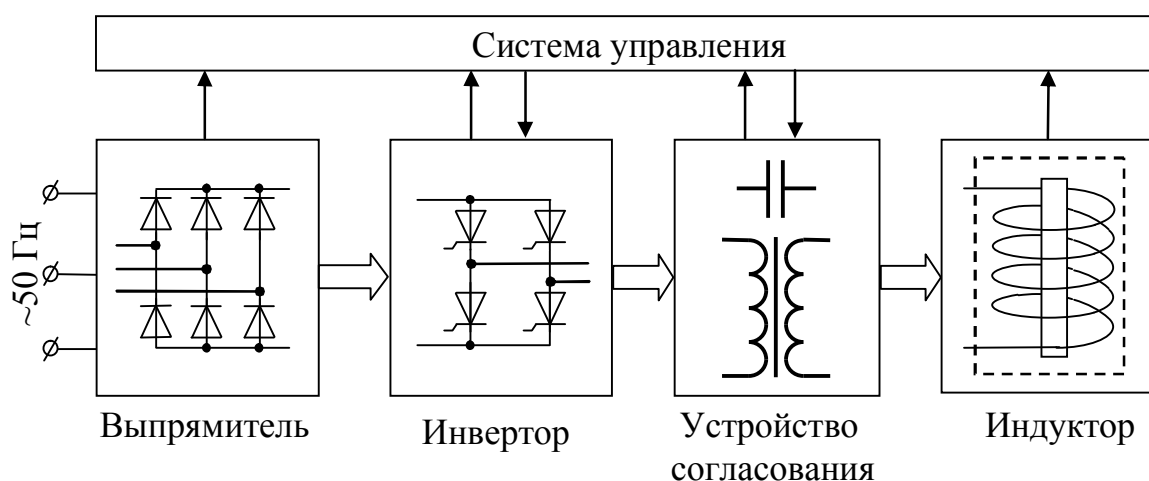 Система управления
~50 Гц
Выпрямитель
Инвертор
Устройство
согласования
Индуктор